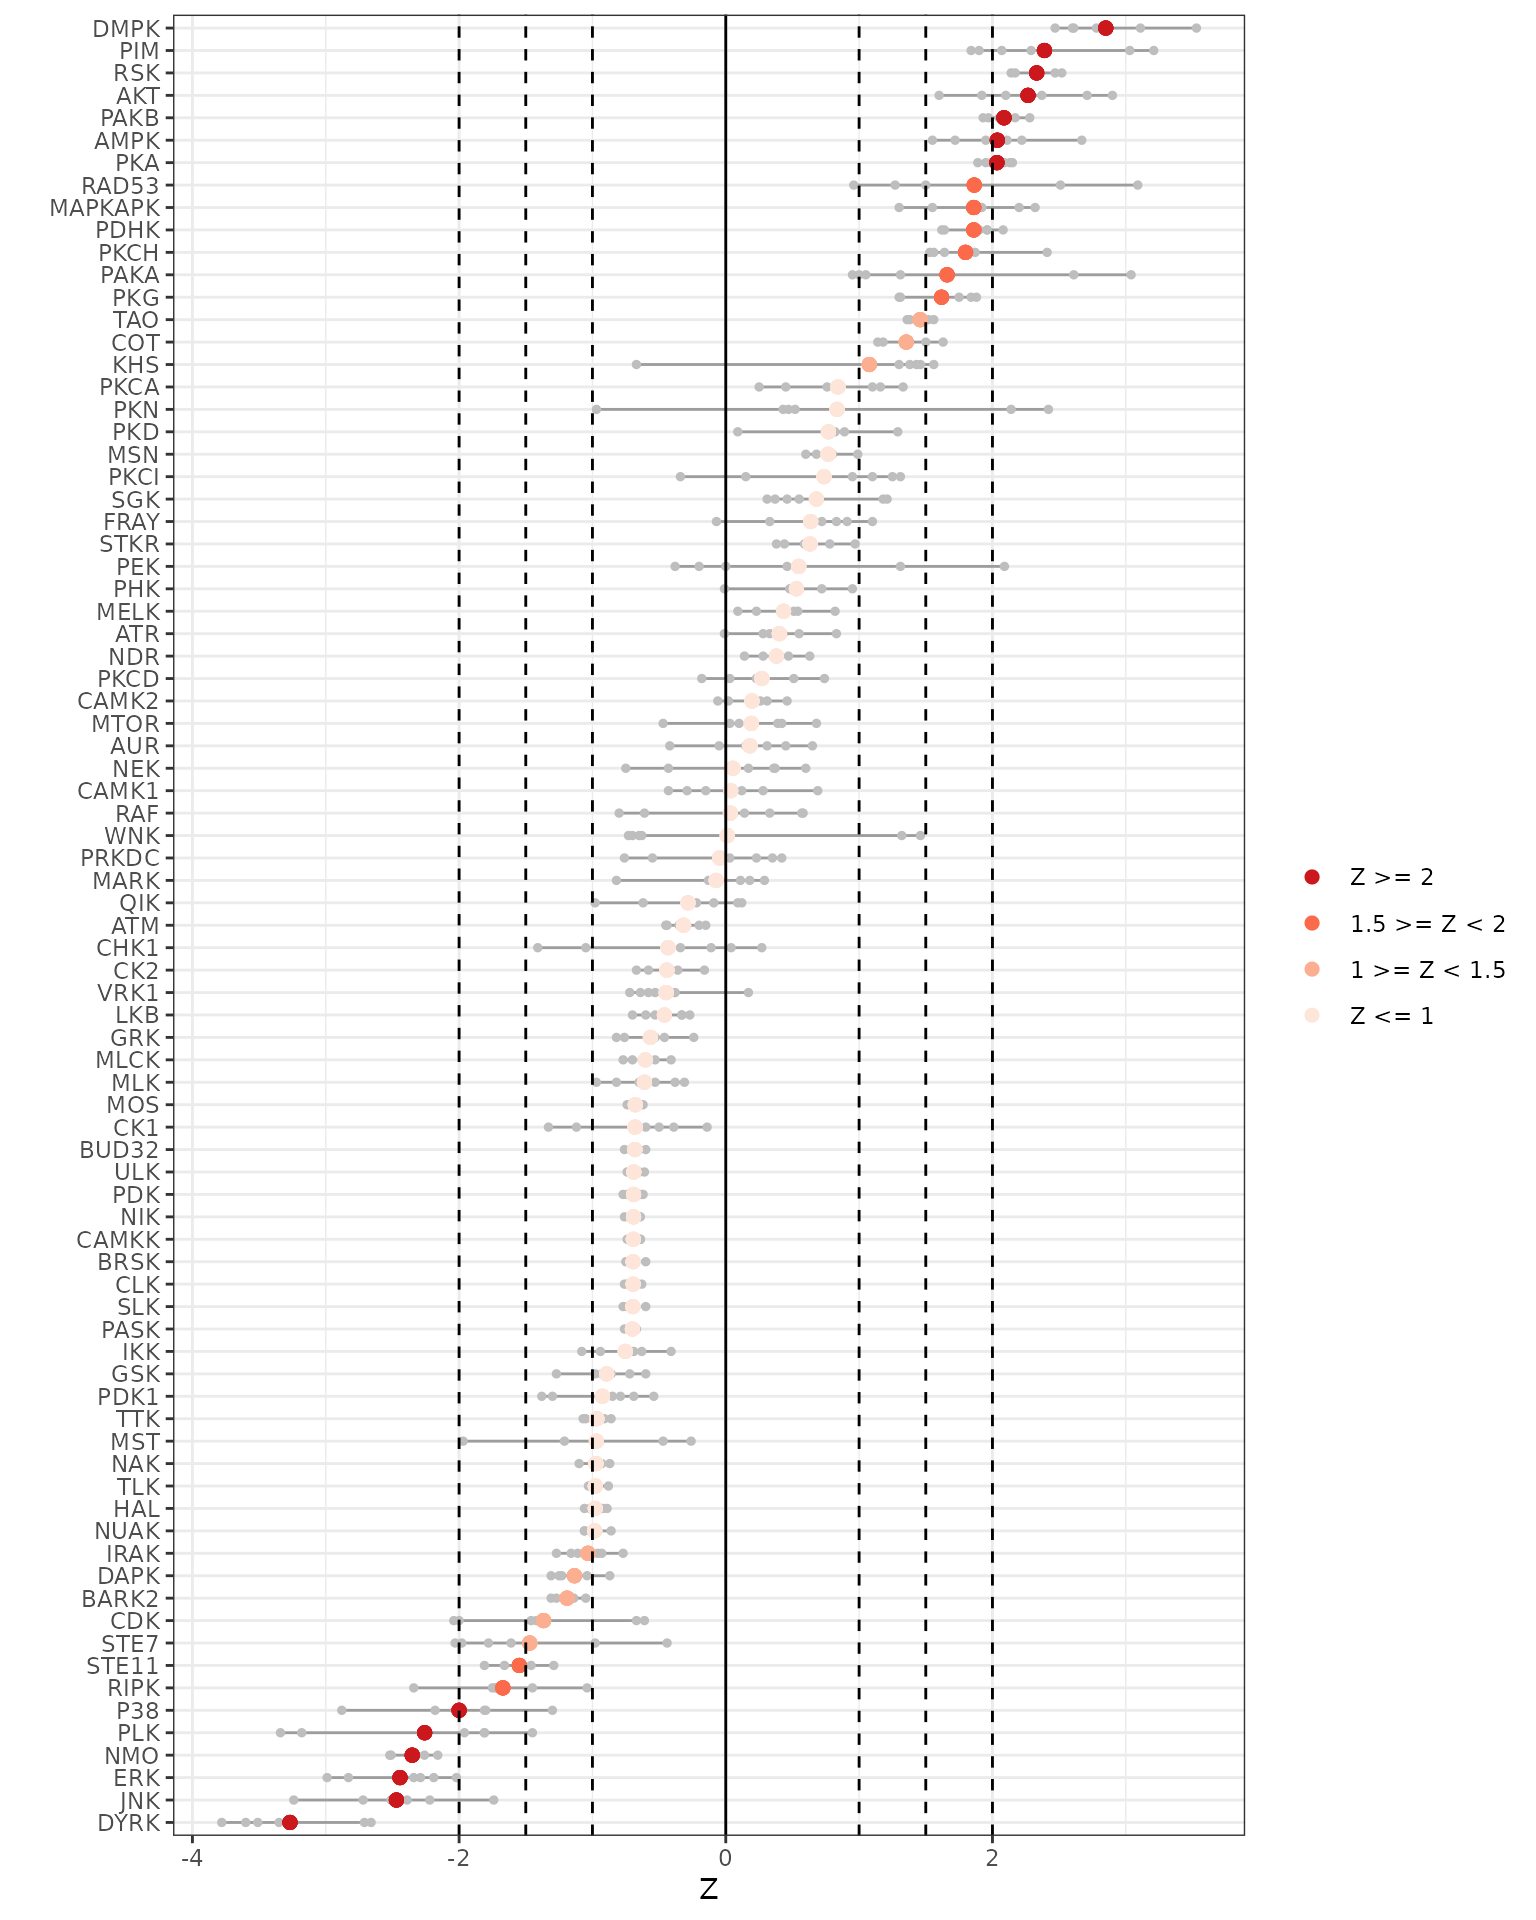 DMPK
PIM
RSK
AKT
PAKB
AMPK
PKA
RAD53
MAPKAPK
PDHK
PKCH
PAKA
PKG
TAO
COT
KHS
PKCA
PKN
PKD
MSN
PKCI
SGK
FRAY
STKR
PEK
PHK
MELK
ATR
NDR
PKCD
CAMK2
MTOR
AUR
NEK
CAMK1
RAF
WNK
PRKDC
MARK
QIK
ATM
CHK1
CK2
VRK1
LKB
GRK
MLCK
MLK
MOS
CK1
BUD32
ULK
PDK
NIK
CAMKK
BRSK
CLK
SLK
PASK
IKK
GSK
PDK1
TTK
MST
NAK
TLK
HAL
NUAK
IRAK
DAPK
BARK2
CDK
STE7
STE11
RIPK
P38
PLK
NMO
ERK
JNK
DYRK
-4 -2 0 2
Z
Z >= 2
1.5 >= Z < 2
1 >= Z < 1.5
Z <= 1